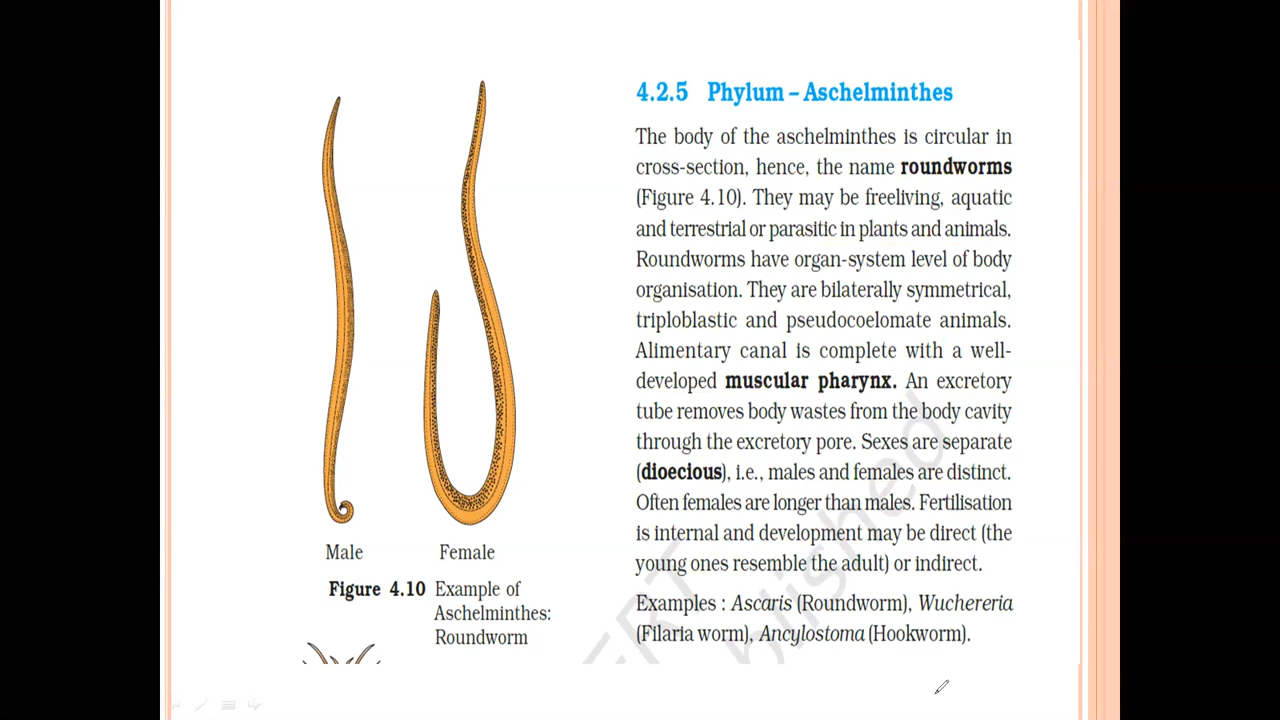 4.2.5 Phylum – Aschelminthes
The body of the aschelminthes is circular in
cross-section, hence, the name roundworms
(Figure 4.10). They may be freeliving, aquatic
and terrestrial or parasitic in plants and animals.
Roundworms have organ-system level of body
organisation. They are bilaterally symmetrical,
triploblastic and pseudocoelomate animals.
Alimentary canal is complete with a well-
developed muscular pharynx. An excretory
tube removes body wastes from the body cavity
through the excretory pore. Sexes are separate
(dioecious), i.e., males and females are distinct.
Often females are longer than males. Fertilisation
is internal and development may be direct (the
young ones resemble the adult) or indirect.
Examples : Ascaris (Roundworm), Wuchereria
(Filaria worm), Ancylostoma (Hookworm).
Male Female
Figure 4.10 Example of
Aschelminthes:
Roundworm